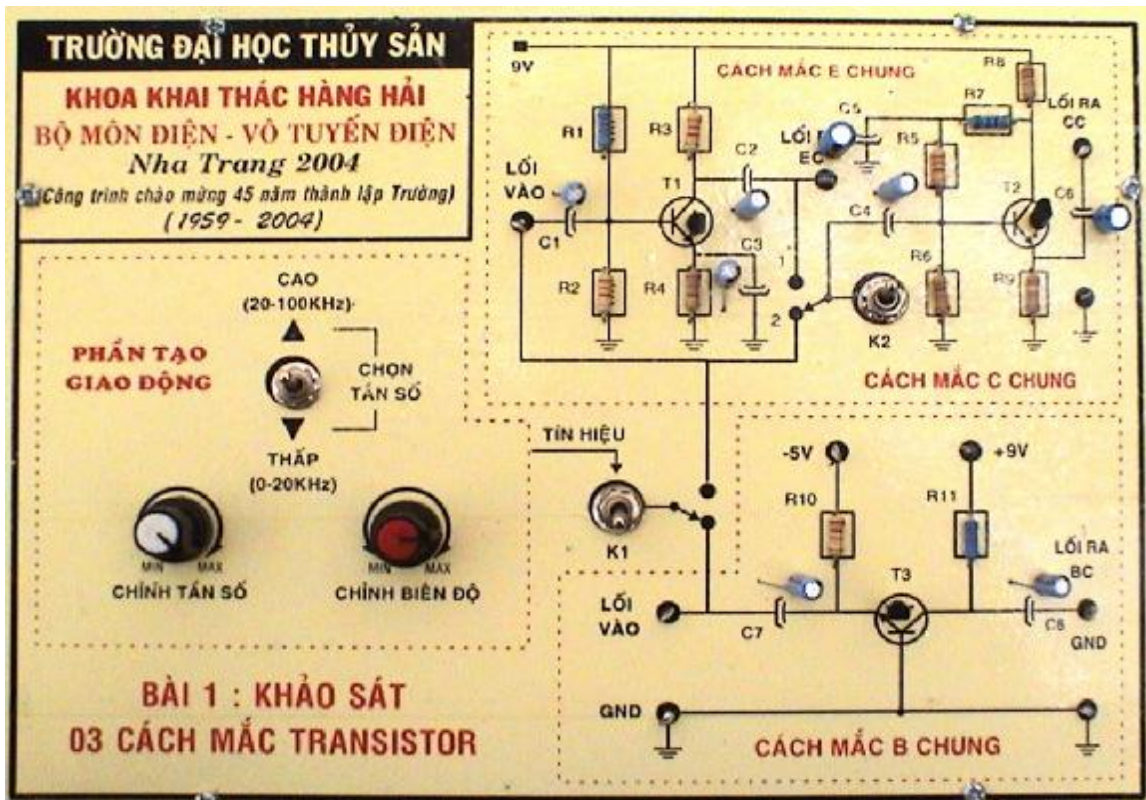 TRƯỜNG ĐẠI HỌC THỦY SẢN
KHOA KHAI THÁC HÀNG HẢI
BỘ MÔN ĐIỆN - VÔ TUYẾN ĐIỆN
Nha Trang 2004
(Công trình chào mừng 45 năm thành lập Trường)
(1959 - 2004)
9V
CÁCH MẮC E CHUNG
R8
R7
LỐI RA
CC
R1
R3
C5
LỐI
EC
R5
C2
LỐI
VÀO
T1
T2
C6
C4
C1
C3
R2
R4
1
R6
R9
2
K2
CÁCH MẮC C CHUNG
CAO
(20-100KHz)
PHẦN TẠO
GIAO ĐỘNG
CHỌN
TẦN SỐ
THẤP
(0-20KHz)
MIN
MAX
MIN
MAX
CHỈNH TẦN SỐ
CHỈNH BIÊN ĐỘ
TÍN HIỆU
K1
-5V
+9V
R10
R11
LỐI RA
BC
T3
LỐI
VÀO
C7
C8
GND
GND
CÁCH MẮC B CHUNG
BÀI 1 : KHẢO SÁT
03 CÁCH MẮC TRANSISTOR